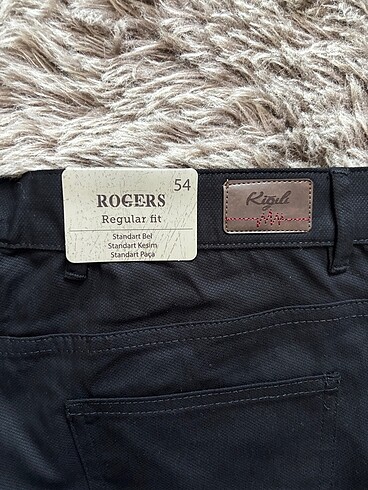 54
ROGERS
Regular fit
Standart Bel
Standart Kesim
Standart Paça
Kiğılı